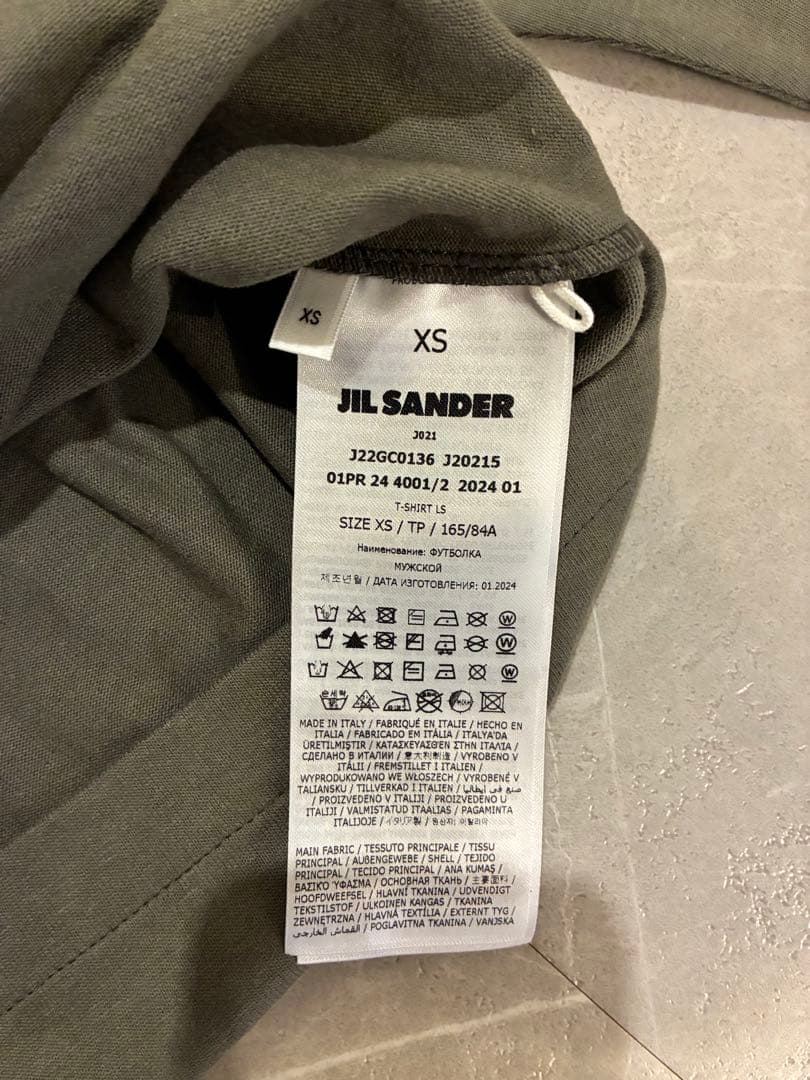 XS
XS
JIL SANDER
J021
J22GC0136 J20215
01PR 24 4001/2 2024 01
T-SHIRT LS
SIZE XS / TP / 165/84A
Наименование: ФУТБОЛКА
МУЖСКОЙ
제조년월 / ДАТА ИЗГОТОВЛЕНИЯ: 01.2024
MADE IN ITALY / FABRIQUÉ EN ITALIE / HECHO EN
ITALIA / FABRICADO EM ITÁLIA / ITALYA'DA
ÜRETILMIŞTIR / ΚΑΤΑΣΚΕΥΑΣΘΕΝ ΣΤΗΝ ΙΤΑΛΙΑ /
СДЕЛАНО В ИТАЛИИ / 意大利制造 / VYROBENO V
ITÁLII / FREMSTILLET I ITALIEN /
WYPRODUKOWANO WE WŁOSZECH / VYROBENÉ V
TALIANSKU / TILLVERKAD I ITALIEN / صنع في ايطاليا
/ PROIZVEDENO V ITALIJI / PROIZVEDENO U
ITALIJI / VALMISTATUD ITAALIAS / PAGAMINTA
ITALIJOJE / イタリア製 / 원산지: 이탈리아
MAIN FABRIC / TESSUTO PRINCIPALE / TISSU
PRINCIPAL / AUßENGEWEBE / SHELL / TEJIDO
PRINCIPAL / TECIDO PRINCIPAL / ANA KUMAŞ /
ΒΑΣΙΚΟ ΎΦΑΣΜΑ / ОСНОВНАЯ ТКАНЬ / 主要面料 /
HOOFDWEEFSEL / HLAVNÍ TKANINA / UDVENDIGT
TEKSTILSTOF / ULKOINEN KANGAS / TKANINA
ZEWNĘTRZNA / HLAVNÁ TEXTÍLIA / EXTERNT TYG /
القماش الخارجي / POGLAVITNA TKANINA / VANJSKA